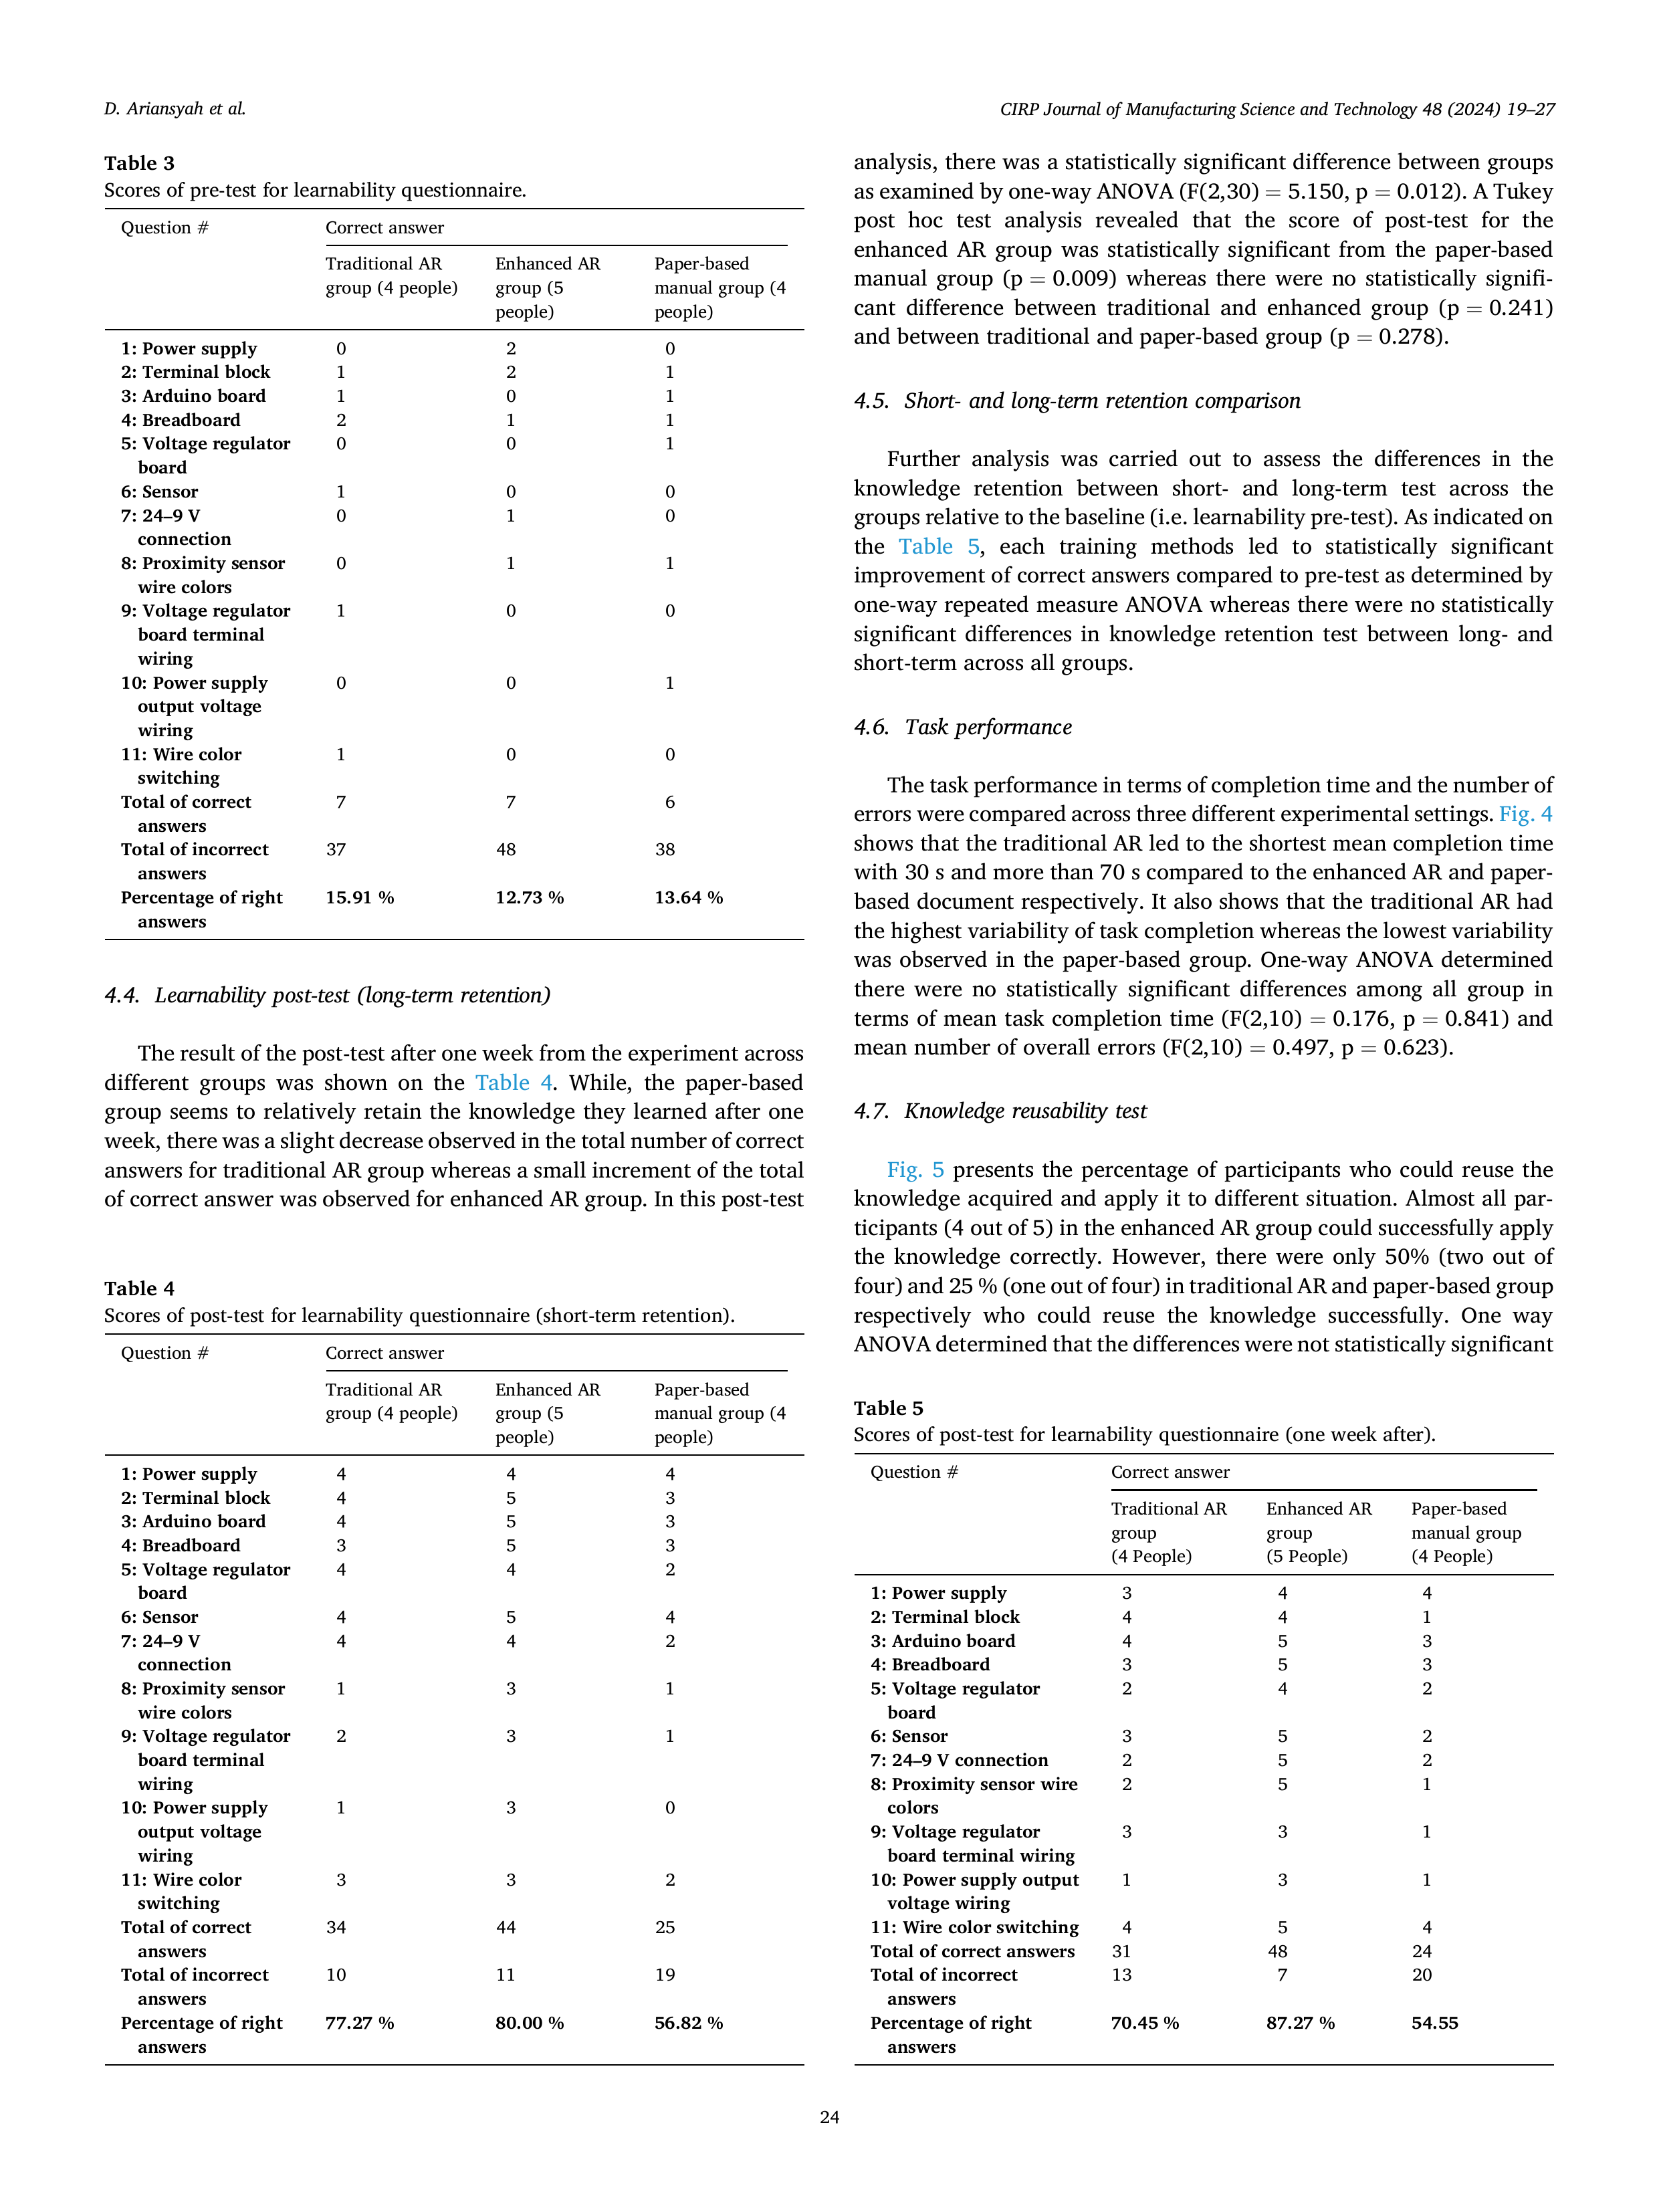 D. Ariansyah et al.
CIRP Journal of Manufacturing Science and Technology 48 (2024) 19–27
Table 3
Scores of pre-test for learnability questionnaire.
Question #
Correct answer
Traditional AR group (4 people)
Enhanced AR group (5 people)
Paper-based manual group (4 people)
1: Power supply 0 2 0
2: Terminal block 1 2 1
3: Arduino board 1 0 1
4: Breadboard 2 1 1
5: Voltage regulator board 0 0 1
6: Sensor 1 0 0
7: 24–9 V connection 0 1 0
8: Proximity sensor wire colors 0 1 1
9: Voltage regulator board terminal wiring 1 0 0
10: Power supply output voltage wiring 0 0 1
11: Wire color switching 1 0 0
Total of correct answers 7 7 6
Total of incorrect answers 37 48 38
Percentage of right answers 15.91 % 12.73 % 13.64 %
4.4. Learnability post-test (long-term retention)
The result of the post-test after one week from the experiment across
different groups was shown on the Table 4. While, the paper-based
group seems to relatively retain the knowledge they learned after one
week, there was a slight decrease observed in the total number of correct
answers for traditional AR group whereas a small increment of the total
of correct answer was observed for enhanced AR group. In this post-test
Table 4
Scores of post-test for learnability questionnaire (short-term retention).
Question #
Correct answer
Traditional AR group (4 people)
Enhanced AR group (5 people)
Paper-based manual group (4 people)
1: Power supply 4 4 4
2: Terminal block 4 5 3
3: Arduino board 4 5 3
4: Breadboard 3 5 3
5: Voltage regulator board 4 4 2
6: Sensor 4 5 4
7: 24–9 V connection 4 4 2
8: Proximity sensor wire colors 1 3 1
9: Voltage regulator board terminal wiring 2 3 1
10: Power supply output voltage wiring 1 3 0
11: Wire color switching 3 3 2
Total of correct answers 34 44 25
Total of incorrect answers 10 11 19
Percentage of right answers 77.27 % 80.00 % 56.82 %
analysis, there was a statistically significant difference between groups
as examined by one-way ANOVA (F(2,30) = 5.150, p = 0.012). A Tukey
post hoc test analysis revealed that the score of post-test for the
enhanced AR group was statistically significant from the paper-based
manual group (p = 0.009) whereas there were no statistically signifi-
cant difference between traditional and enhanced group (p = 0.241)
and between traditional and paper-based group (p = 0.278).
4.5. Short- and long-term retention comparison
Further analysis was carried out to assess the differences in the
knowledge retention between short- and long-term test across the
groups relative to the baseline (i.e. learnability pre-test). As indicated on
the Table 5, each training methods led to statistically significant
improvement of correct answers compared to pre-test as determined by
one-way repeated measure ANOVA whereas there were no statistically
significant differences in knowledge retention test between long- and
short-term across all groups.
4.6. Task performance
The task performance in terms of completion time and the number of
errors were compared across three different experimental settings. Fig. 4
shows that the traditional AR led to the shortest mean completion time
with 30 s and more than 70 s compared to the enhanced AR and paper-
based document respectively. It also shows that the traditional AR had
the highest variability of task completion whereas the lowest variability
was observed in the paper-based group. One-way ANOVA determined
there were no statistically significant differences among all group in
terms of mean task completion time (F(2,10) = 0.176, p = 0.841) and
mean number of overall errors (F(2,10) = 0.497, p = 0.623).
4.7. Knowledge reusability test
Fig. 5 presents the percentage of participants who could reuse the
knowledge acquired and apply it to different situation. Almost all par-
ticipants (4 out of 5) in the enhanced AR group could successfully apply
the knowledge correctly. However, there were only 50% (two out of
four) and 25 % (one out of four) in traditional AR and paper-based group
respectively who could reuse the knowledge successfully. One way
ANOVA determined that the differences were not statistically significant
Table 5
Scores of post-test for learnability questionnaire (one week after).
Question #
Correct answer
Traditional AR group (4 People)
Enhanced AR group (5 People)
Paper-based manual group (4 People)
1: Power supply 3 4 4
2: Terminal block 4 4 1
3: Arduino board 4 5 3
4: Breadboard 3 5 3
5: Voltage regulator board 2 4 2
6: Sensor 3 5 2
7: 24–9 V connection 2 5 2
8: Proximity sensor wire colors 2 5 1
9: Voltage regulator board terminal wiring 3 3 1
10: Power supply output voltage wiring 1 3 1
11: Wire color switching 4 5 4
Total of correct answers 31 48 24
Total of incorrect answers 13 7 20
Percentage of right answers 70.45 % 87.27 % 54.55
24